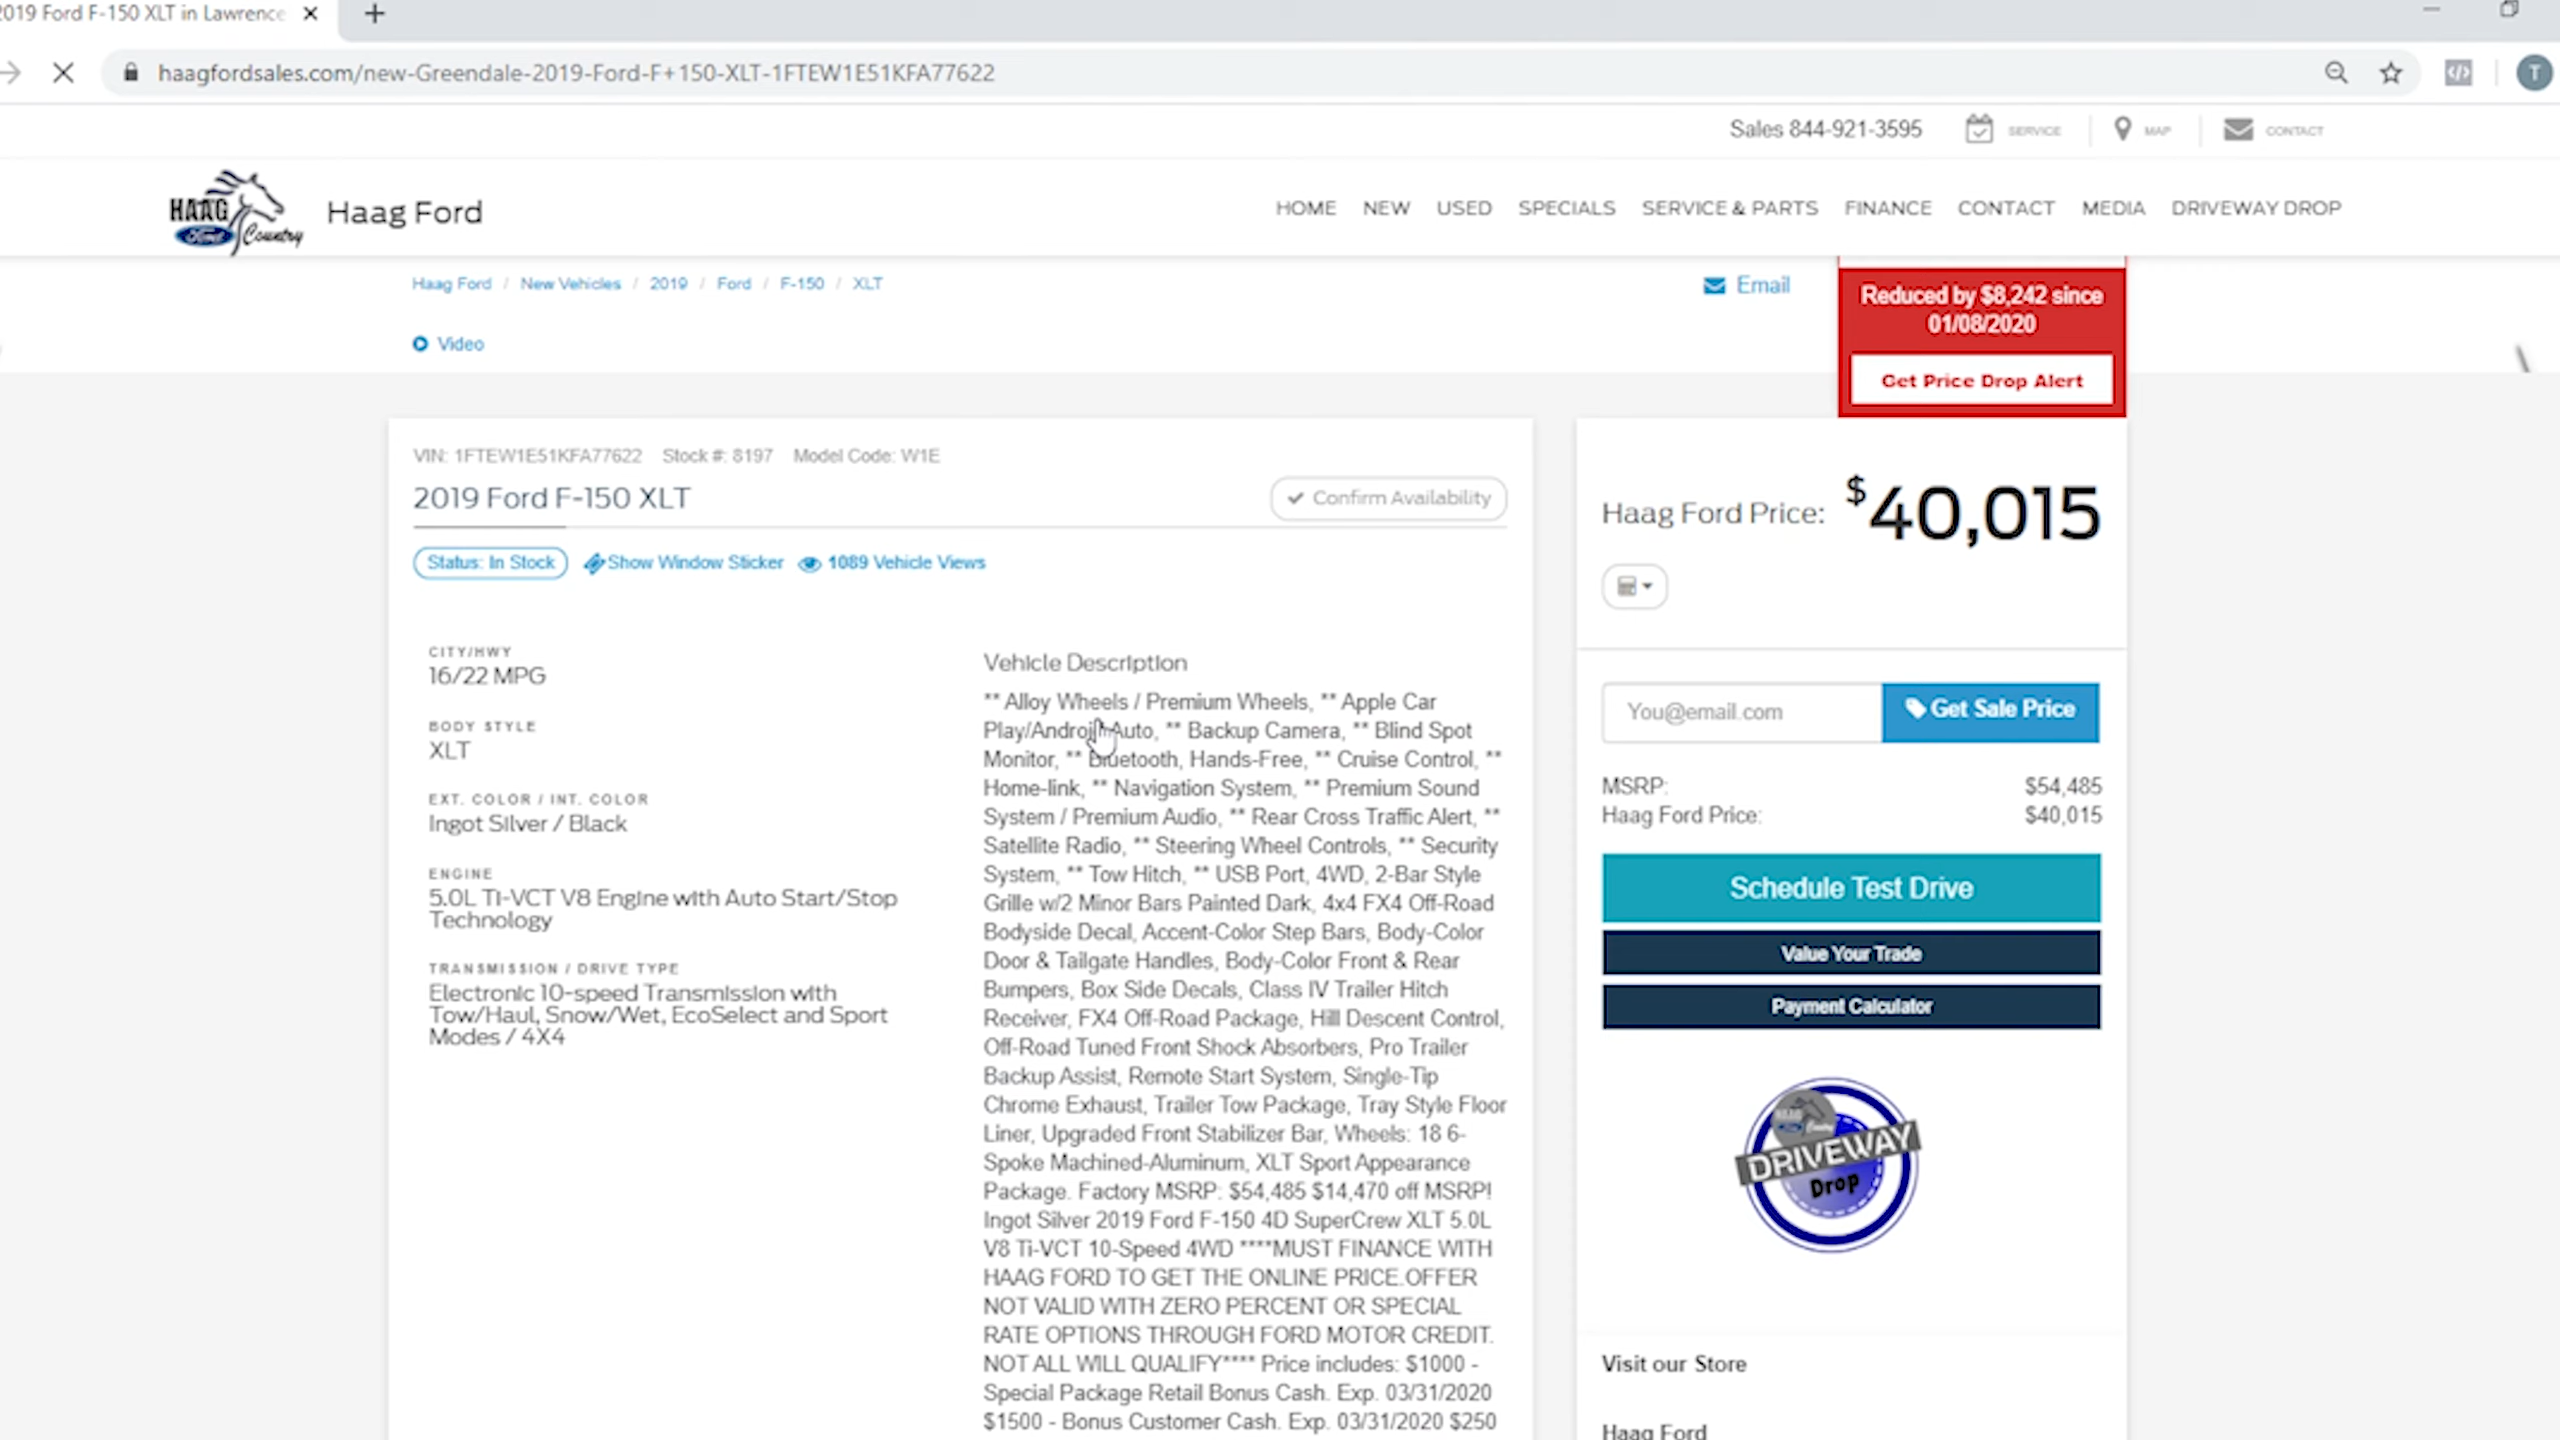 2019 Ford F-150 XLT in Lawrence
haagfordsales.com/new-Greendale-2019-Ford-F+150-XLT-1FTEW1E51KFA77622
T
Sales 844-921-3595 SERVICE MAP CONTACT
HAAG
Ford Country
Haag Ford
HOME NEW USED SPECIALS SERVICE & PARTS FINANCE CONTACT MEDIA DRIVEWAY DROP
Haag Ford / New Vehicles / 2019 / Ford / F-150 / XLT
Email
Video
Reduced by $8,242 since
01/08/2020
Get Price Drop Alert
VIN: 1FTEW1E51KFA77622 Stock #: 8197 Model Code: W1E
2019 Ford F-150 XLT
Confirm Availability
Status: In Stock Show Window Sticker 1089 Vehicle Views
CITY/HWY
16/22 MPG
BODY STYLE
XLT
EXT. COLOR / INT. COLOR
Ingot Silver / Black
ENGINE
5.0L Ti-VCT V8 Engine with Auto Start/Stop
Technology
TRANSMISSION / DRIVE TYPE
Electronic 10-speed Transmission with
Tow/Haul, Snow/Wet, EcoSelect and Sport
Modes / 4X4
Vehicle Description
** Alloy Wheels / Premium Wheels, ** Apple Car
Play/Android Auto, ** Backup Camera, ** Blind Spot
Monitor, ** Bluetooth, Hands-Free, ** Cruise Control, **
Home-link, ** Navigation System, ** Premium Sound
System / Premium Audio, ** Rear Cross Traffic Alert, **
Satellite Radio, ** Steering Wheel Controls, ** Security
System, ** Tow Hitch, ** USB Port, 4WD, 2-Bar Style
Grille w/2 Minor Bars Painted Dark, 4x4 FX4 Off-Road
Bodyside Decal, Accent-Color Step Bars, Body-Color
Door & Tailgate Handles, Body-Color Front & Rear
Bumpers, Box Side Decals, Class IV Trailer Hitch
Receiver, FX4 Off-Road Package, Hill Descent Control,
Off-Road Tuned Front Shock Absorbers, Pro Trailer
Backup Assist, Remote Start System, Single-Tip
Chrome Exhaust, Trailer Tow Package, Tray Style Floor
Liner, Upgraded Front Stabilizer Bar, Wheels: 18 6-
Spoke Machined-Aluminum, XLT Sport Appearance
Package. Factory MSRP: $54,485 $14,470 off MSRP!
Ingot Silver 2019 Ford F-150 4D SuperCrew XLT 5.0L
V8 Ti-VCT 10-Speed 4WD ****MUST FINANCE WITH
HAAG FORD TO GET THE ONLINE PRICE.OFFER
NOT VALID WITH ZERO PERCENT OR SPECIAL
RATE OPTIONS THROUGH FORD MOTOR CREDIT.
NOT ALL WILL QUALIFY**** Price includes: $1000 -
Special Package Retail Bonus Cash. Exp. 03/31/2020
$1500 - Bonus Customer Cash. Exp. 03/31/2020 $250
Haag Ford Price: $40,015
You@email.com Get Sale Price
MSRP: $54,485
Haag Ford Price: $40,015
Schedule Test Drive
Value Your Trade
Payment Calculator
DRIVEWAY
Drop
Visit our Store
Haag Ford